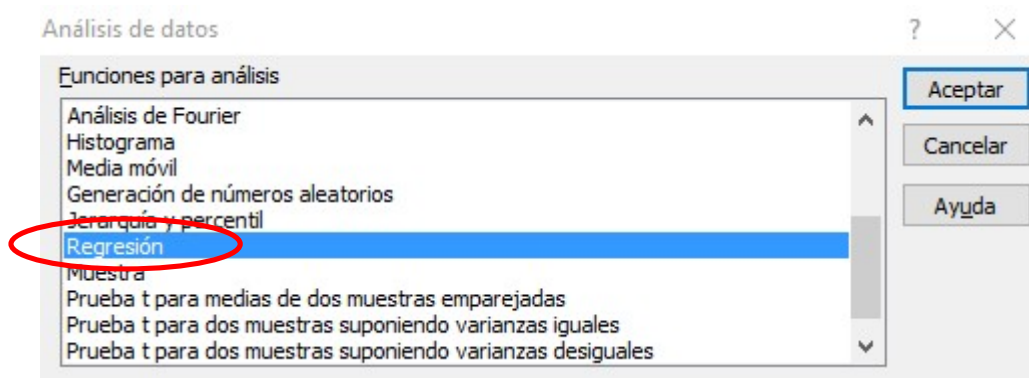 Análisis de datos ?
Funciones para análisis
Análisis de Fourier
Histograma
Media móvil
Generación de números aleatorios
Jerarquía y percentil
Regresión
Muestra
Prueba t para medias de dos muestras emparejadas
Prueba t para dos muestras suponiendo varianzas iguales
Prueba t para dos muestras suponiendo varianzas desiguales
Aceptar
Cancelar
Ayuda